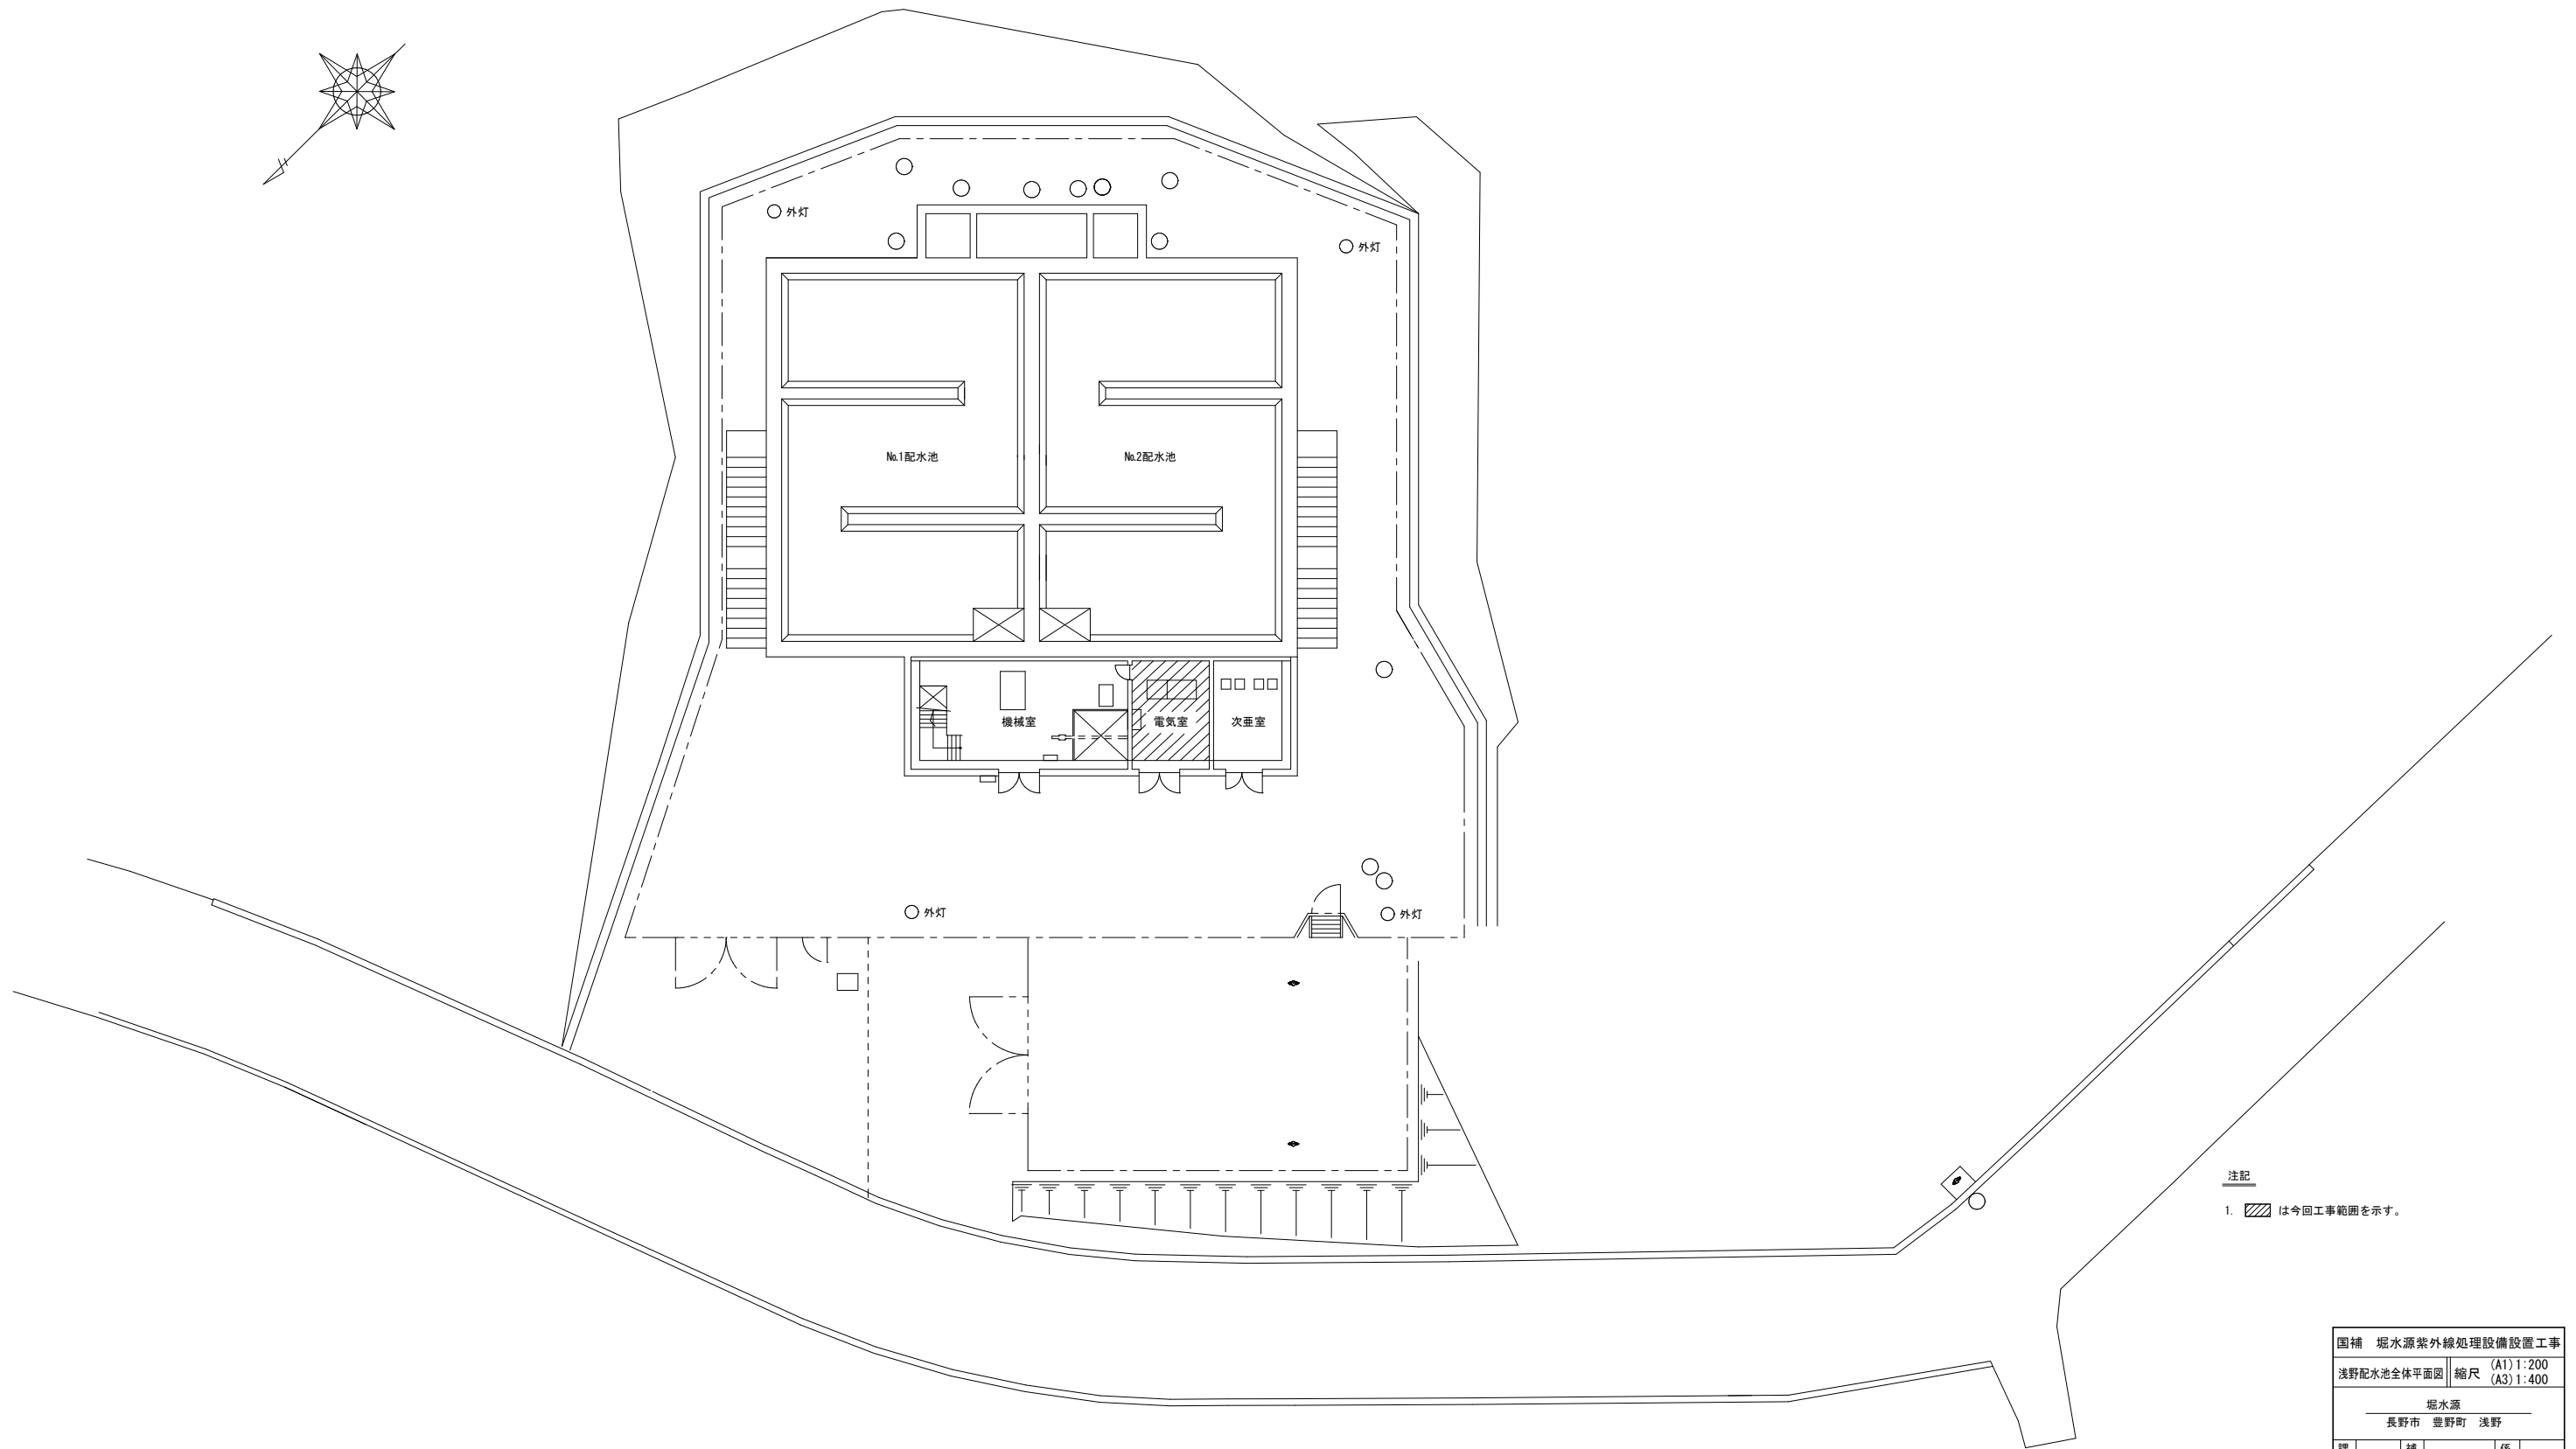 外灯
外灯
№1配水池
№2配水池
機械室
電気室
次亜室
外灯
外灯
注記
1. は今回工事範囲を示す。
国補 堀水源紫外線処理設備設置工事
浅野配水池全体平面図
縮尺
(A1)1:200
(A3)1:400
堀水源
長野市 豊野町 浅野